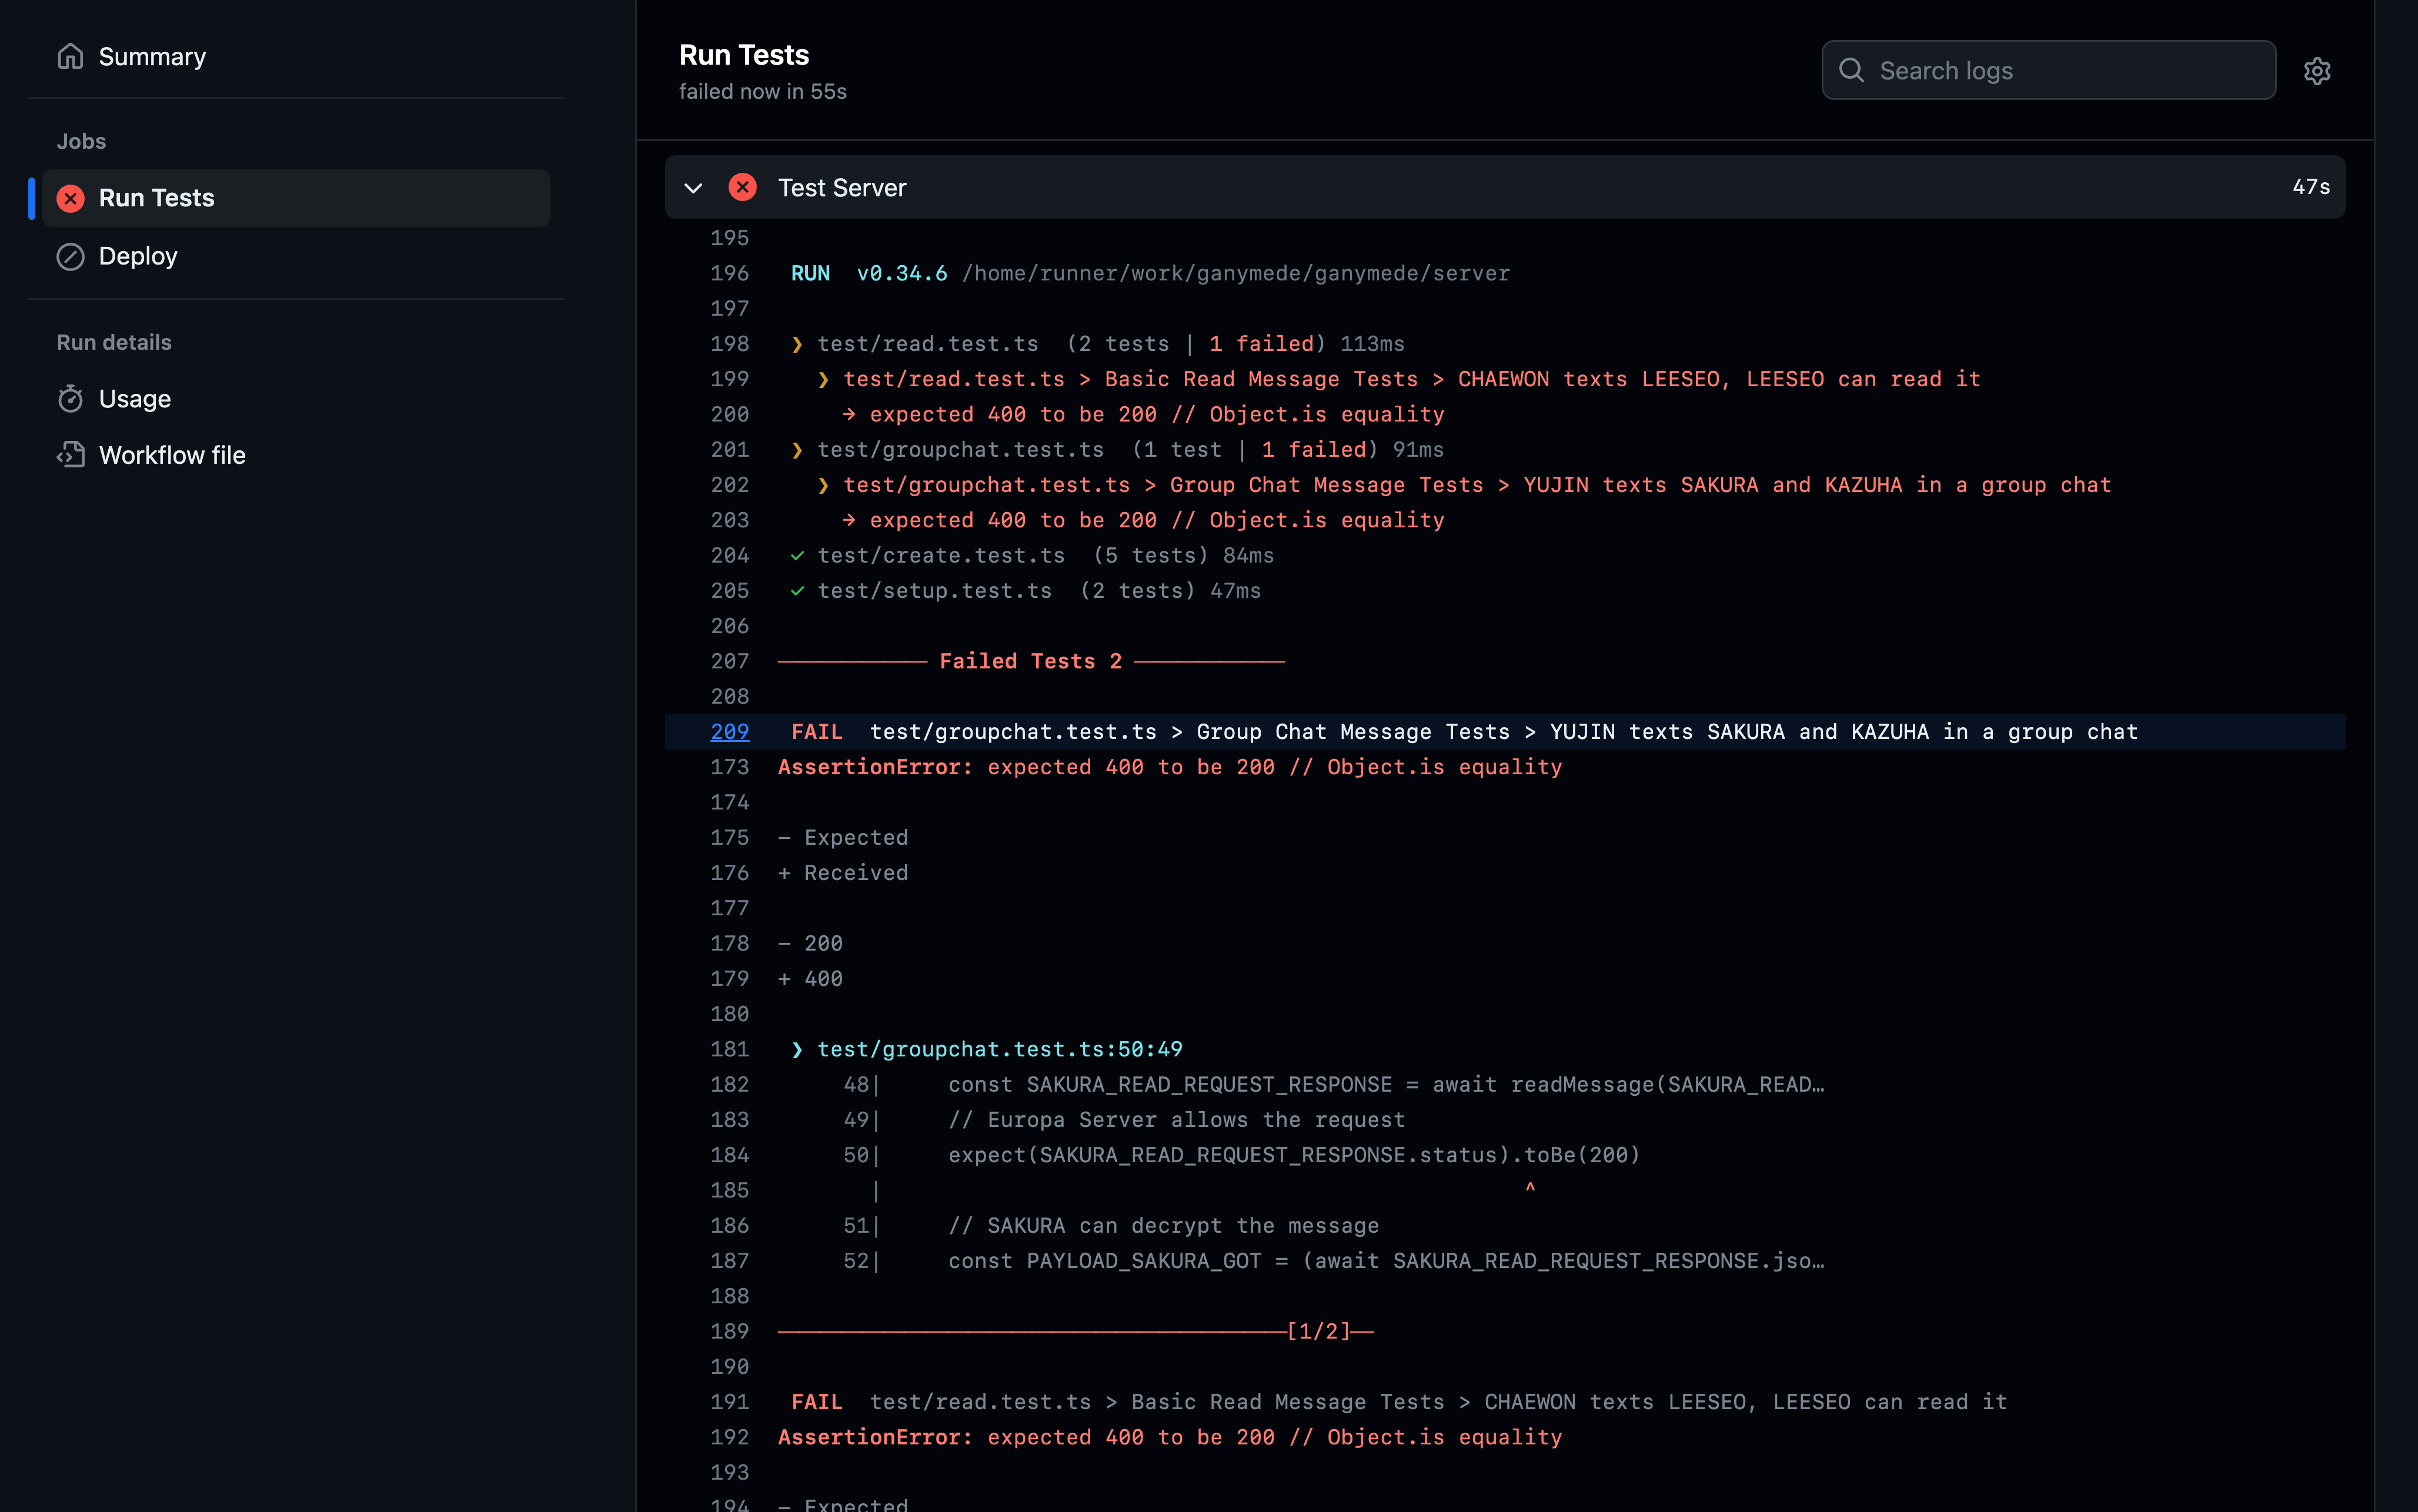 Summary
Jobs
Run Tests
Deploy
Run details
Usage
Workflow file
Run Tests
failed now in 55s
Search logs
Test Server 47s
195
196 RUN v0.34.6 /home/runner/work/ganymede/ganymede/server
197
198 ❯ test/read.test.ts (2 tests | 1 failed) 113ms
199 ❯ test/read.test.ts > Basic Read Message Tests > CHAEWON texts LEESEO, LEESEO can read it
200 → expected 400 to be 200 // Object.is equality
201 ❯ test/groupchat.test.ts (1 test | 1 failed) 91ms
202 ❯ test/groupchat.test.ts > Group Chat Message Tests > YUJIN texts SAKURA and KAZUHA in a group chat
203 → expected 400 to be 200 // Object.is equality
204 ✓ test/create.test.ts (5 tests) 84ms
205 ✓ test/setup.test.ts (2 tests) 47ms
206
207 ——————— Failed Tests 2 ———————
208
209 FAIL test/groupchat.test.ts > Group Chat Message Tests > YUJIN texts SAKURA and KAZUHA in a group chat
173 AssertionError: expected 400 to be 200 // Object.is equality
174
175 – Expected
176 + Received
177
178 – 200
179 + 400
180
181 ❯ test/groupchat.test.ts:50:49
182 48| const SAKURA_READ_REQUEST_RESPONSE = await readMessage(SAKURA_READ…
183 49| // Europa Server allows the request
184 50| expect(SAKURA_READ_REQUEST_RESPONSE.status).toBe(200)
185 | ^
186 51| // SAKURA can decrypt the message
187 52| const PAYLOAD_SAKURA_GOT = (await SAKURA_READ_REQUEST_RESPONSE.jso…
188
189 ————————————————————[1/2]—
190
191 FAIL test/read.test.ts > Basic Read Message Tests > CHAEWON texts LEESEO, LEESEO can read it
192 AssertionError: expected 400 to be 200 // Object.is equality
193
194 – Expected